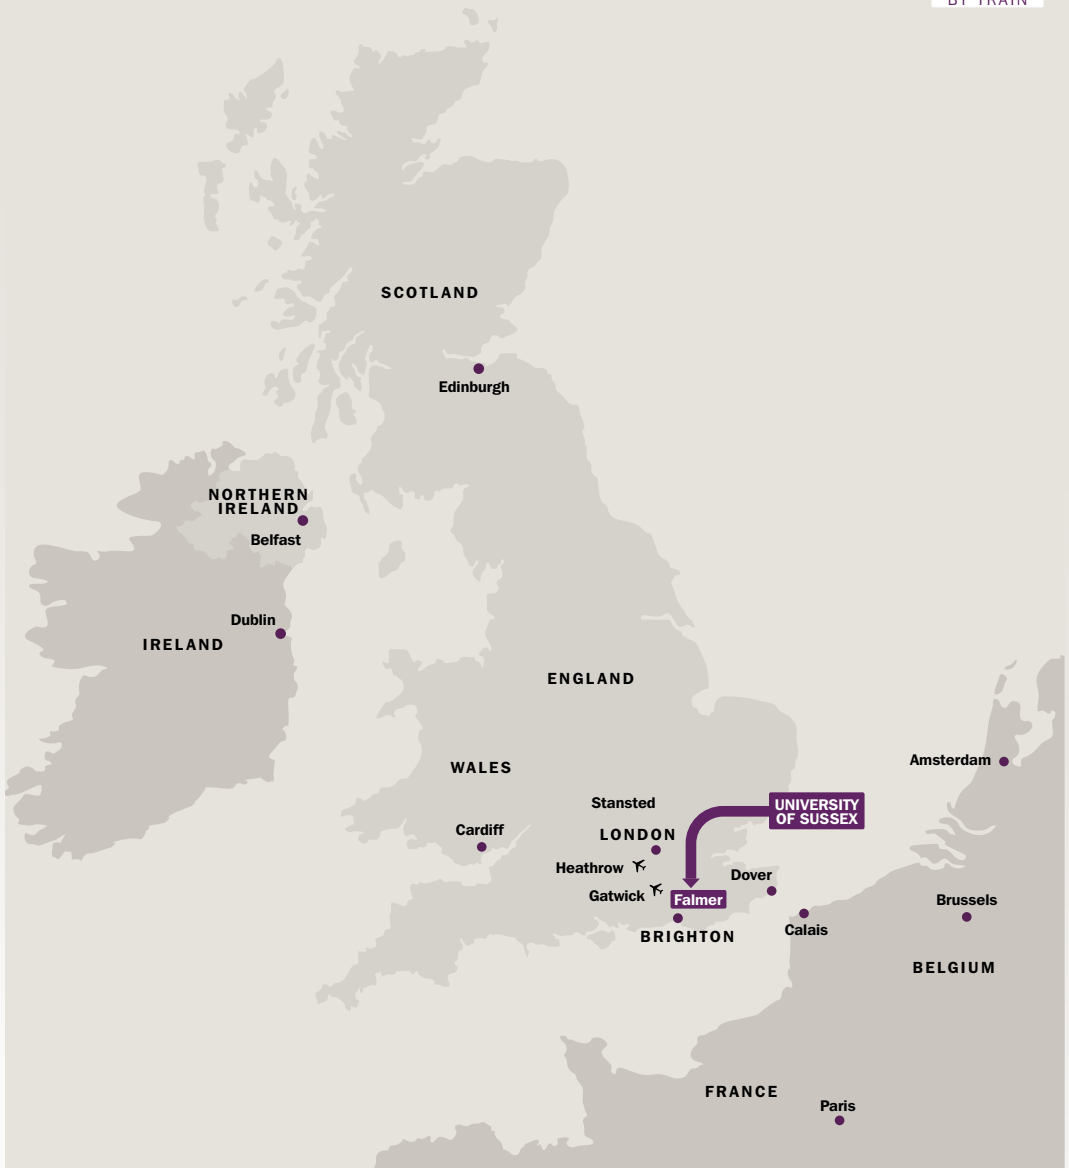 BY TRAIN
SCOTLAND
Edinburgh
NORTHERN
IRELAND
Belfast
Dublin
IRELAND
ENGLAND
WALES
Amsterdam
Stansted
UNIVERSITY
OF SUSSEX
Cardiff
LONDON
Heathrow
Dover
Gatwick
Falmer
Brussels
Calais
BRIGHTON
BELGIUM
FRANCE
Paris